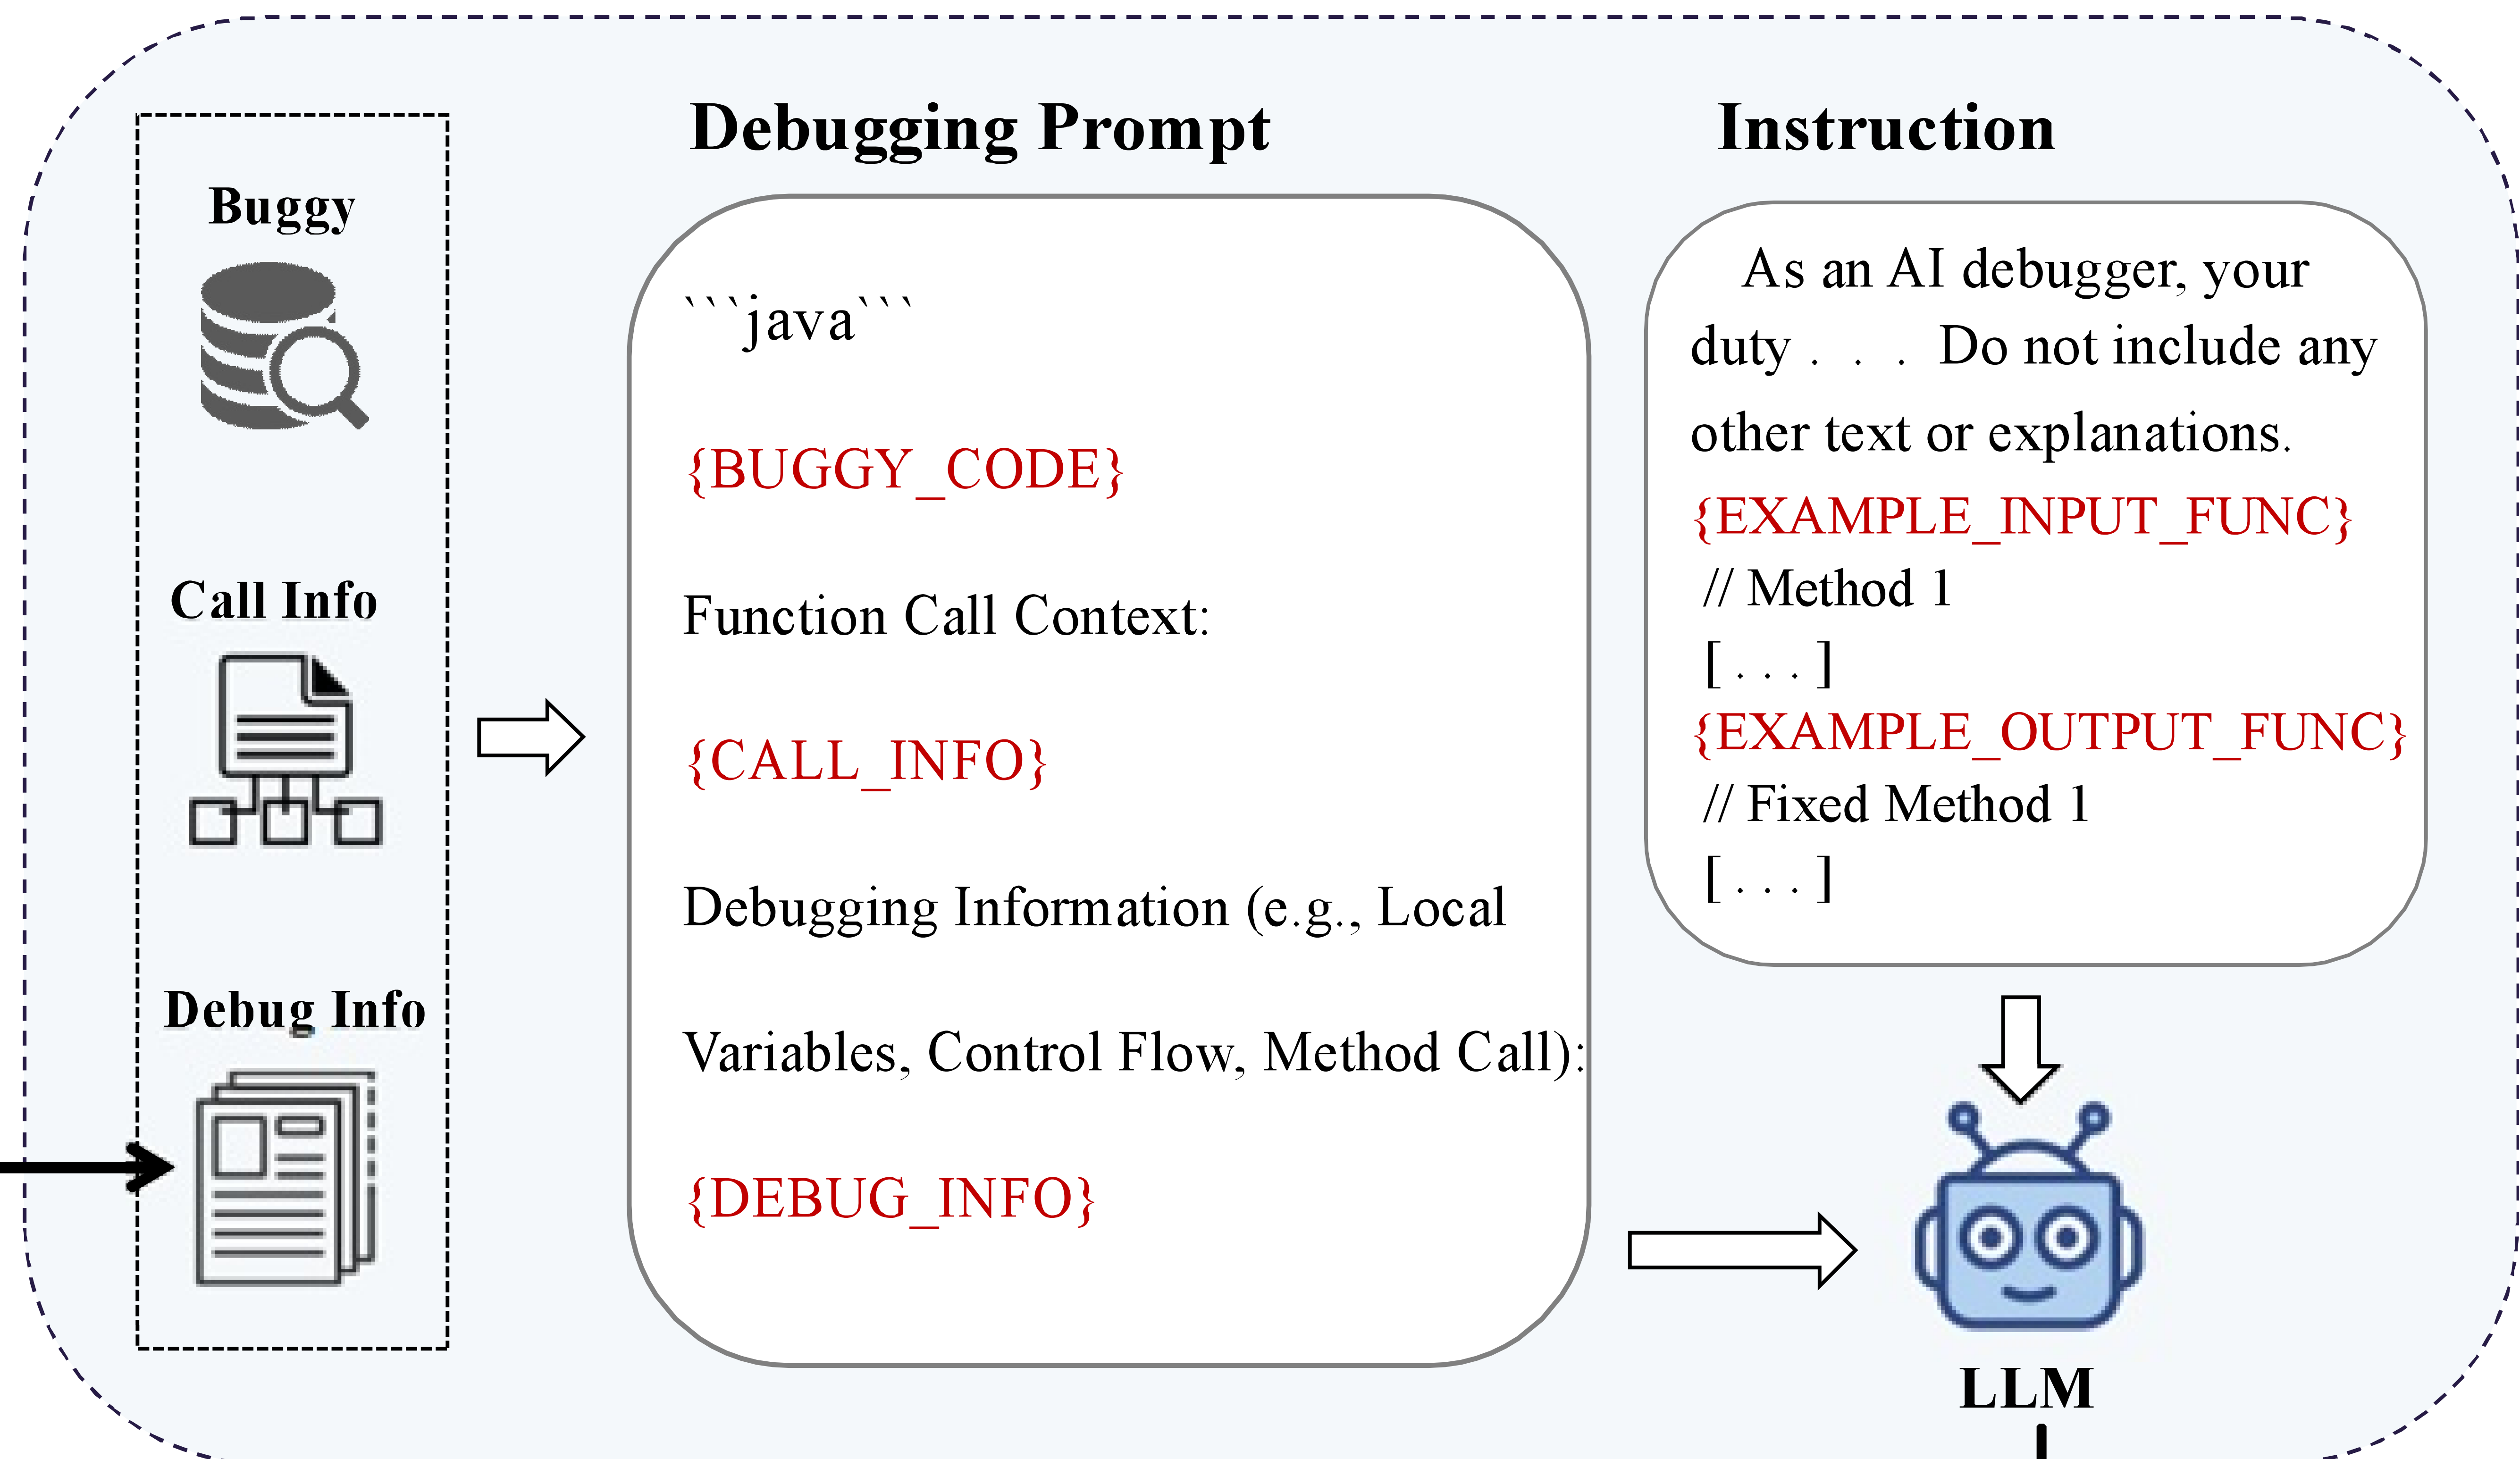 Buggy
Call Info
Debug Info
Debugging Prompt
```java```
{BUGGY_CODE}
Function Call Context:
{CALL_INFO}
Debugging Information (e.g., Local
Variables, Control Flow, Method Call):
{DEBUG_INFO}
Instruction
As an AI debugger, your
duty . . . Do not include any
other text or explanations.
{EXAMPLE_INPUT_FUNC}
// Method 1
[ . . . ]
{EXAMPLE_OUTPUT_FUNC}
// Fixed Method 1
[ . . . ]
LLM